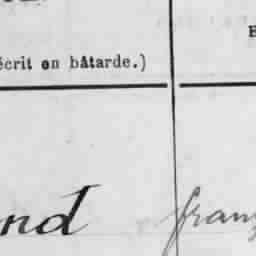 écrit en bâtarde.)
nd franç